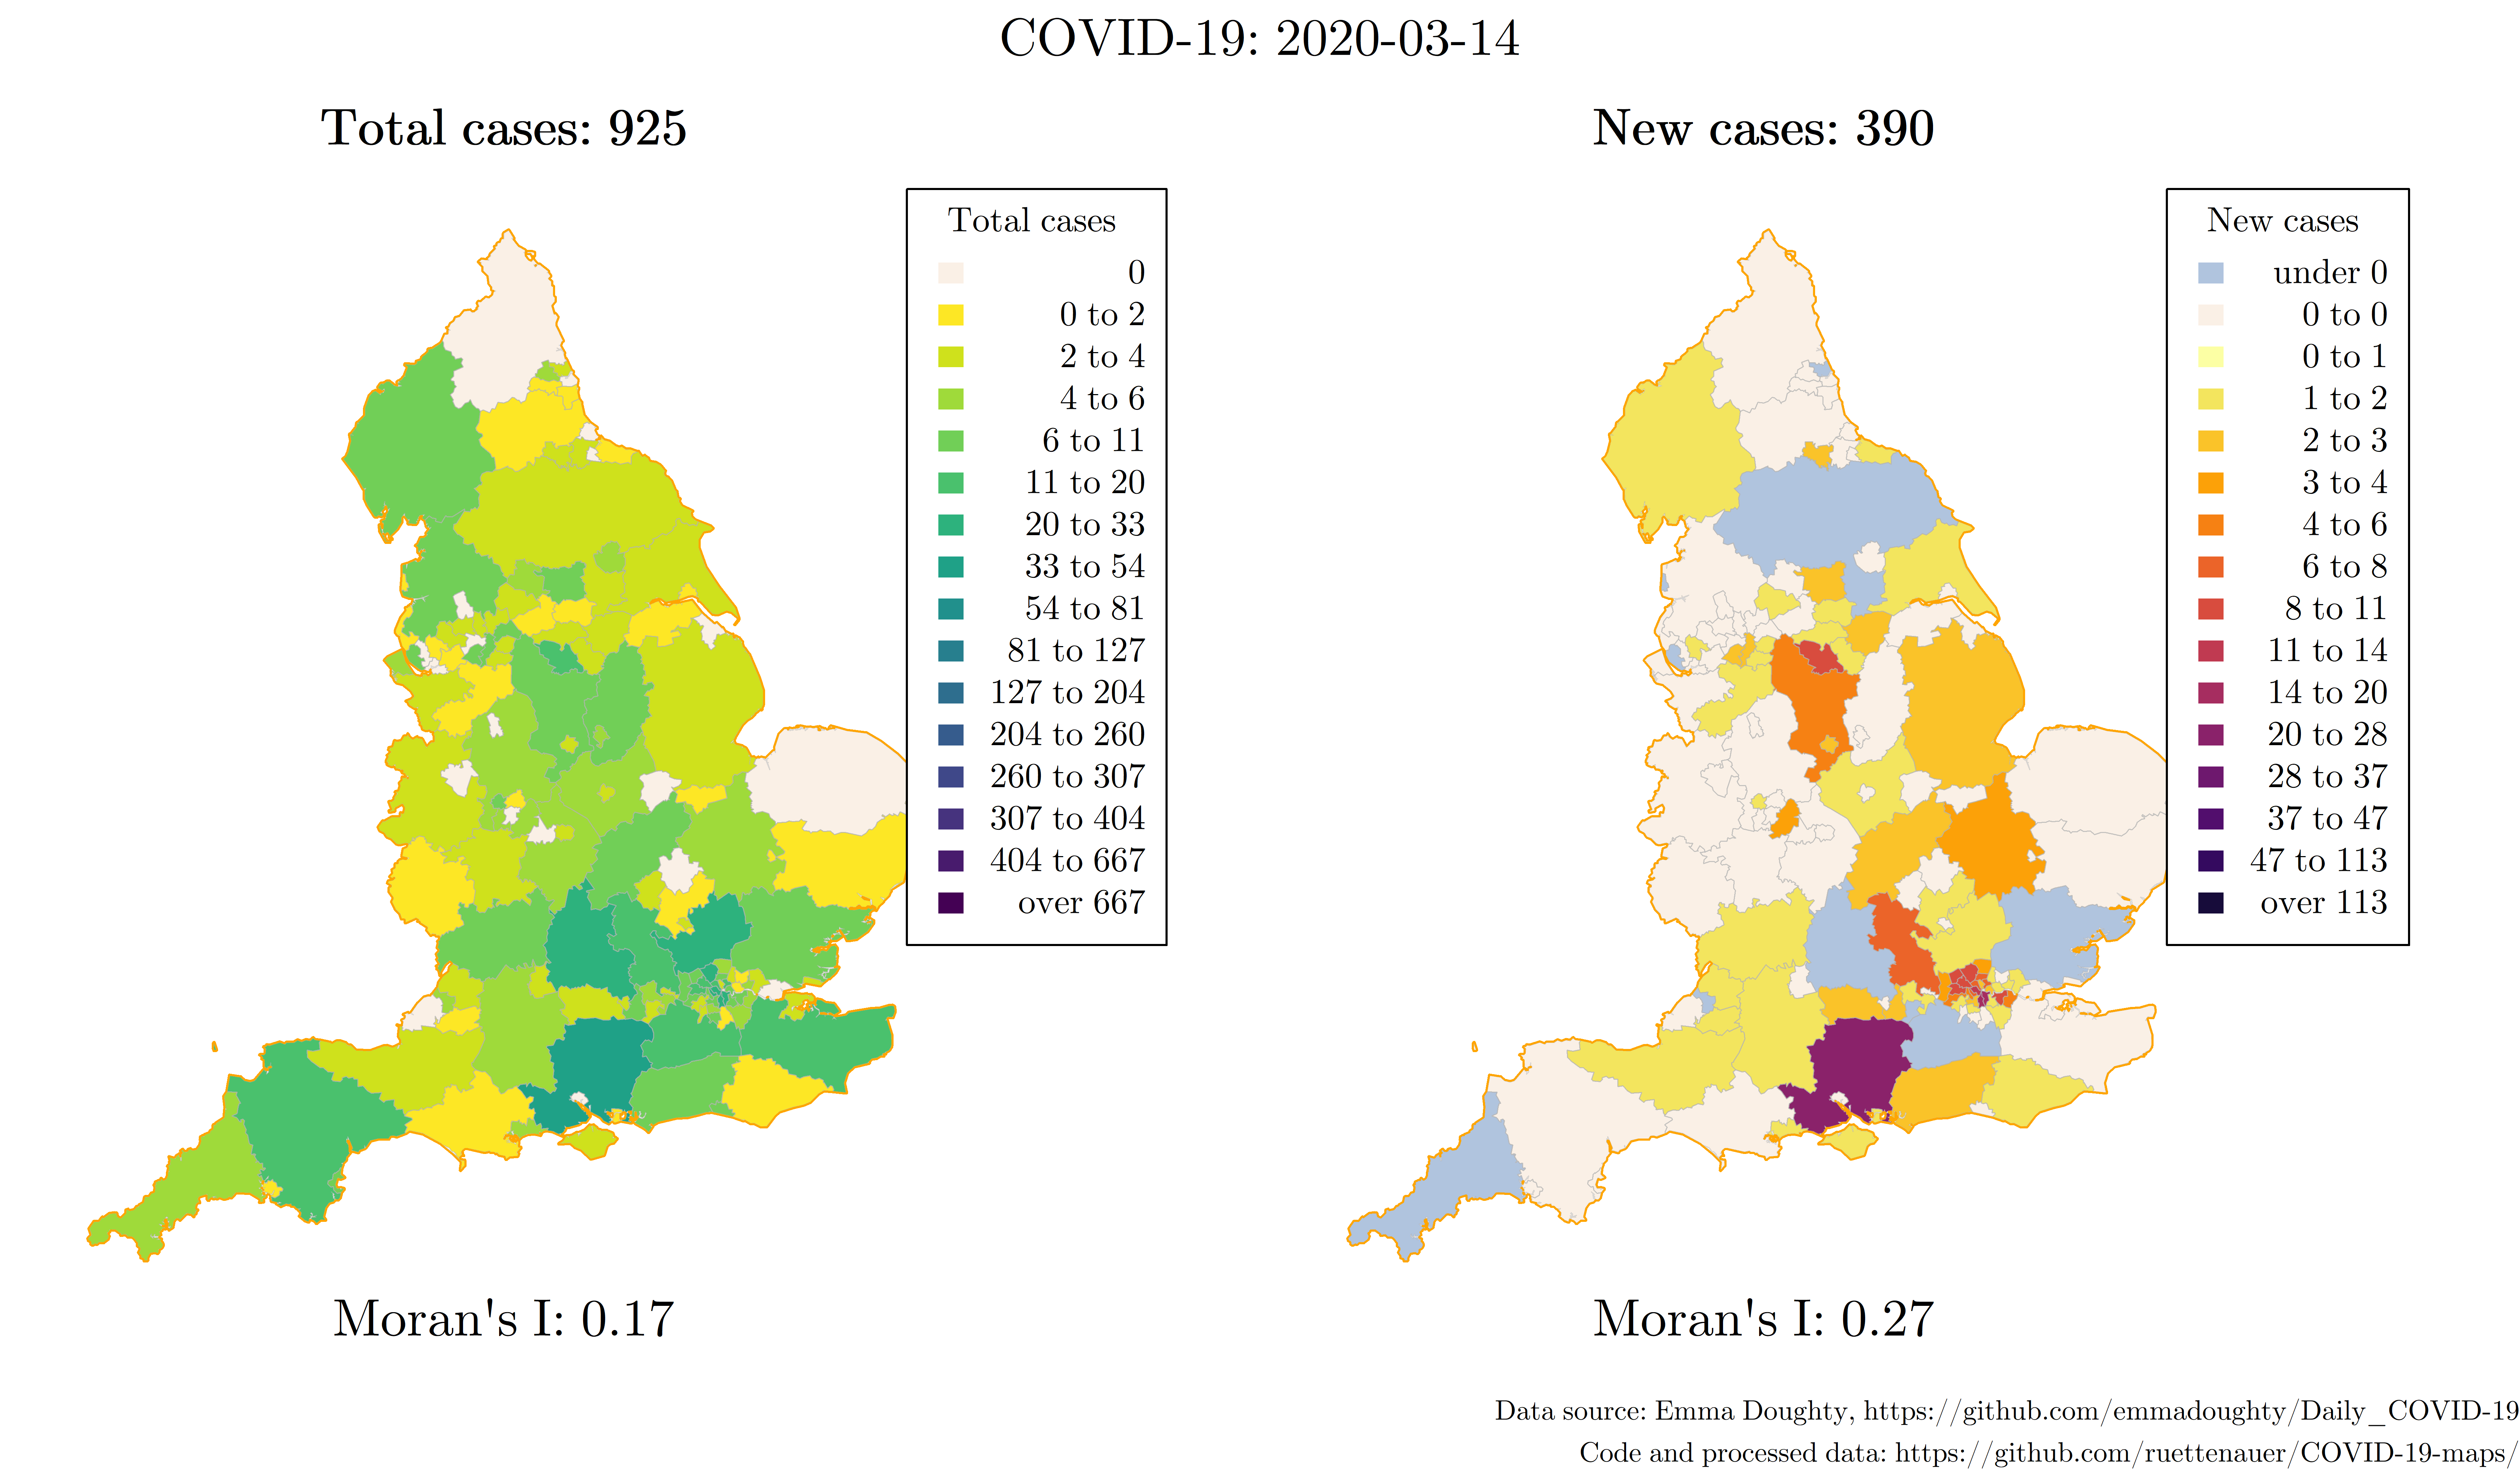 COVID-19: 2020-03-14
Total cases: 925
Total cases
0
0 to 2
2 to 4
4 to 6
6 to 11
11 to 20
20 to 33
33 to 54
54 to 81
81 to 127
127 to 204
204 to 260
260 to 307
307 to 404
404 to 667
over 667
Moran's I: 0.17
New cases: 390
New cases
under 0
0 to 0
0 to 1
1 to 2
2 to 3
3 to 4
4 to 6
6 to 8
8 to 11
11 to 14
14 to 20
20 to 28
28 to 37
37 to 47
47 to 113
over 113
Moran's I: 0.27
Data source: Emma Doughty, https://github.com/emmadoughty/Daily_COVID-19
Code and processed data: https://github.com/ruettenauer/COVID-19-maps/